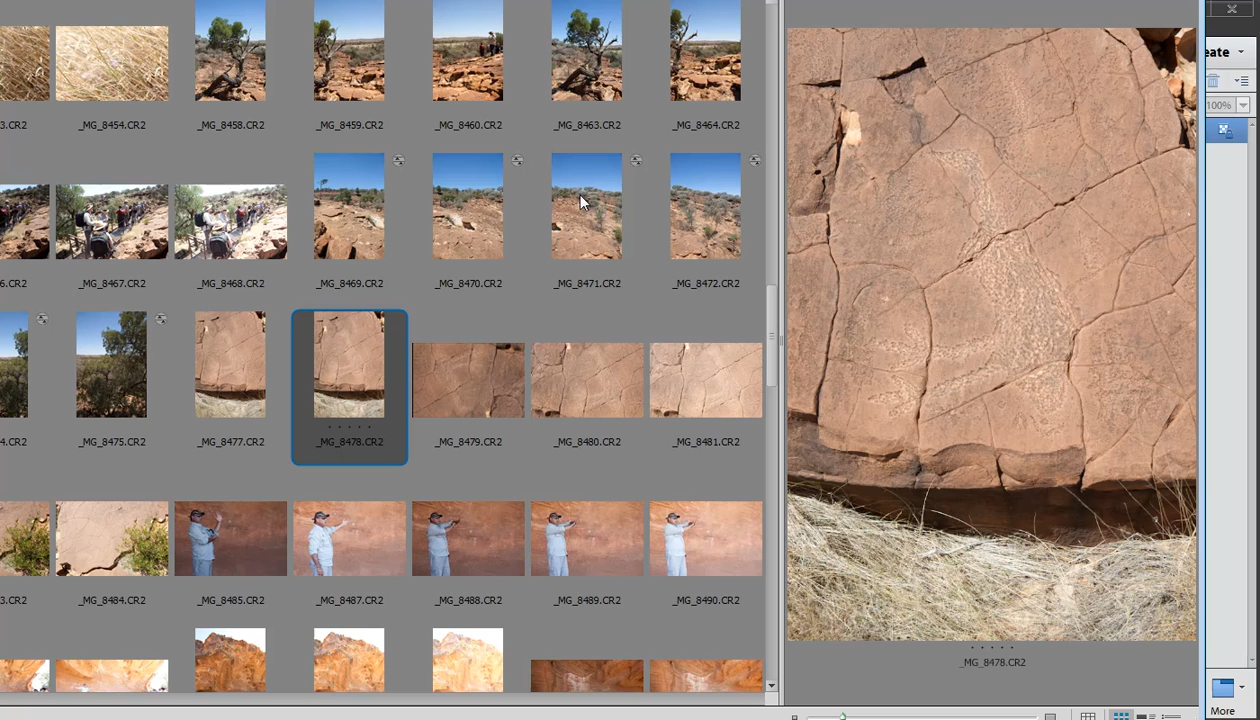 eate
100%
3.CR2 _MG_8454.CR2 _MG_8458.CR2 _MG_8459.CR2 _MG_8460.CR2 _MG_8463.CR2 _MG_8464.CR2
6.CR2 _MG_8467.CR2 _MG_8468.CR2 _MG_8469.CR2 _MG_8470.CR2 _MG_8471.CR2 _MG_8472.CR2
4.CR2 _MG_8475.CR2 _MG_8477.CR2 _MG_8478.CR2 _MG_8479.CR2 _MG_8480.CR2 _MG_8481.CR2
3.CR2 _MG_8484.CR2 _MG_8485.CR2 _MG_8487.CR2 _MG_8488.CR2 _MG_8489.CR2 _MG_8490.CR2
_MG_8478.CR2
More